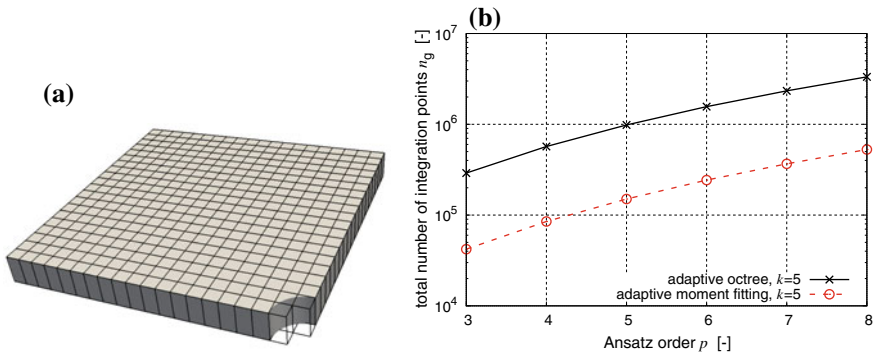 (a)
(b)
total number of integration points n_g [-]
10^7
10^6
10^5
10^4
adaptive octree, k=5
adaptive moment fitting, k=5
3 4 5 6 7 8
Ansatz order p [-]